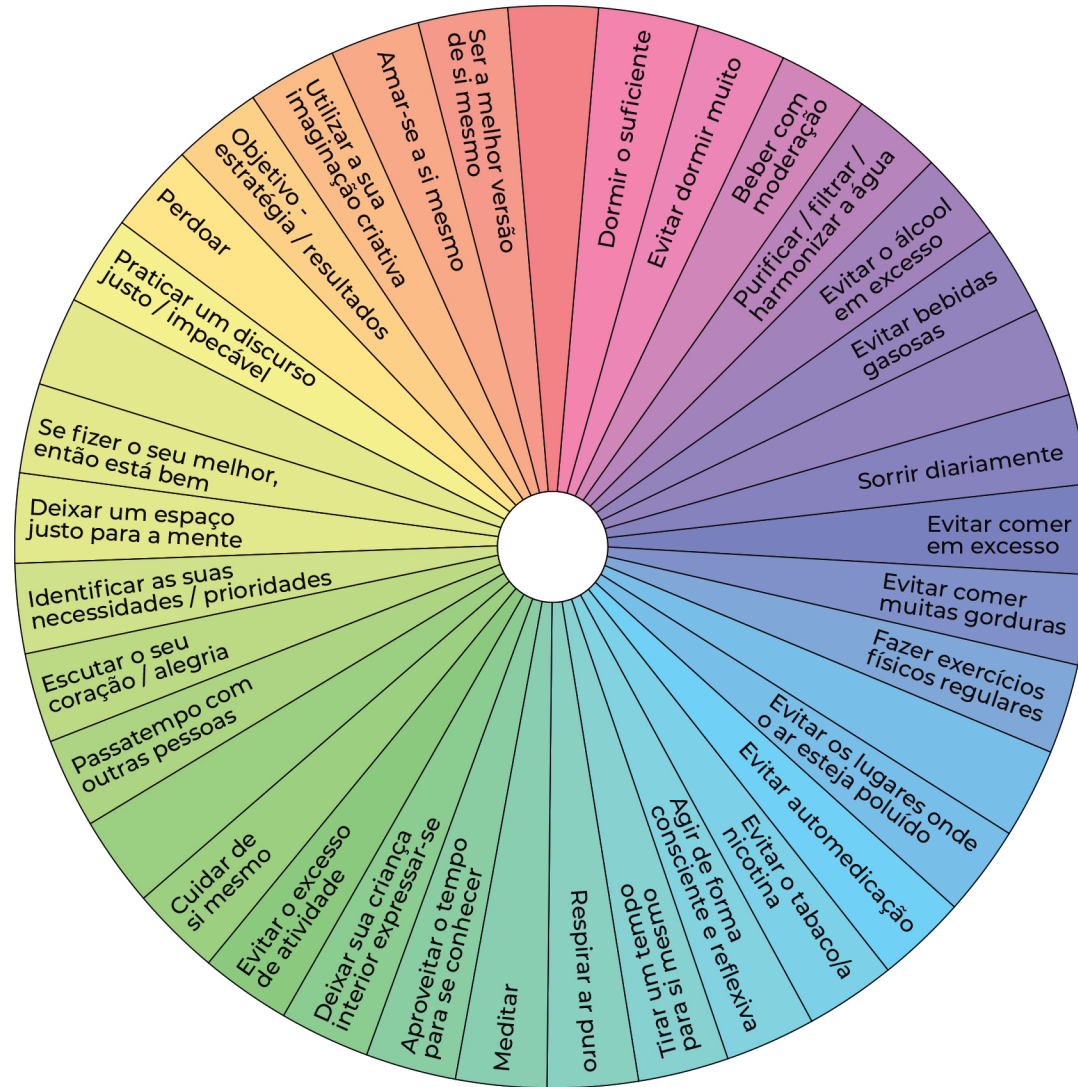 Dormir o suficiente
Evitar dormir muito
Beber com
moderação
Purificar / filtrar /
harmonizar a água
Evitar o álcool
em excesso
Evitar bebidas
gasosas
Sorrir diariamente
Evitar comer
em excesso
Evitar comer
muitas gorduras
Fazer exercícios
físicos regulares
Evitar os lugares onde
o ar esteja poluído
Evitar automedicação
Evitar o tabaco/a
nicotina
Agir de forma
consciente e reflexiva
Tirar um tempo
para si mesmo
Respirar ar puro
Meditar
Aproveitar o tempo
para se conhecer
Deixar sua criança
interior expressar-se
Evitar o excesso
de atividade
Cuidar de
si mesmo
Passatempo com
outras pessoas
Escutar o seu
coração / alegria
Identificar as suas
necessidades / prioridades
Deixar um espaço
justo para a mente
Se fizer o seu melhor,
então está bem
Praticar um discurso
justo / impecável
Perdoar
Objetivo -
estratégia / resultados
Utilizar a sua
imaginação criativa
Amar-se a si mesmo
Ser a melhor versão
de si mesmo